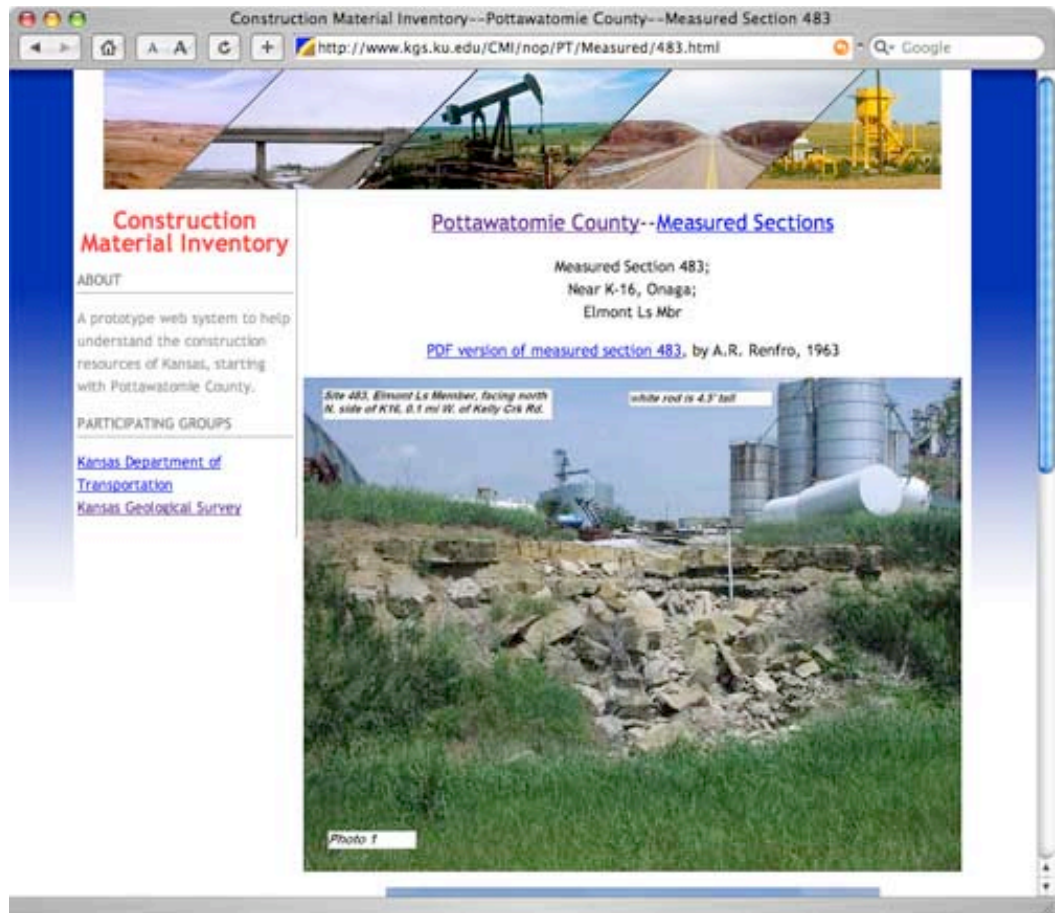 Construction Material Inventory--Pottawatomie County--Measured Section 483
A A
http://www.kgs.ku.edu/CMI/nop/PT/Measured/483.html
Google
Construction
Material Inventory
ABOUT
A prototype web system to help
understand the construction
resources of Kansas, starting
with Pottawatomie County.
PARTICIPATING GROUPS
Kansas Department of
Transportation
Kansas Geological Survey
Pottawatomie County--Measured Sections
Measured Section 483;
Near K-16, Onaga;
Elmont Ls Mbr
PDF version of measured section 483, by A.R. Renfro, 1963
Site 483, Elmont Ls Member, facing north
N. side of K16, 0.1 mi W. of Kelly Crk Rd.
white rod is 4.5' tall
Photo 1